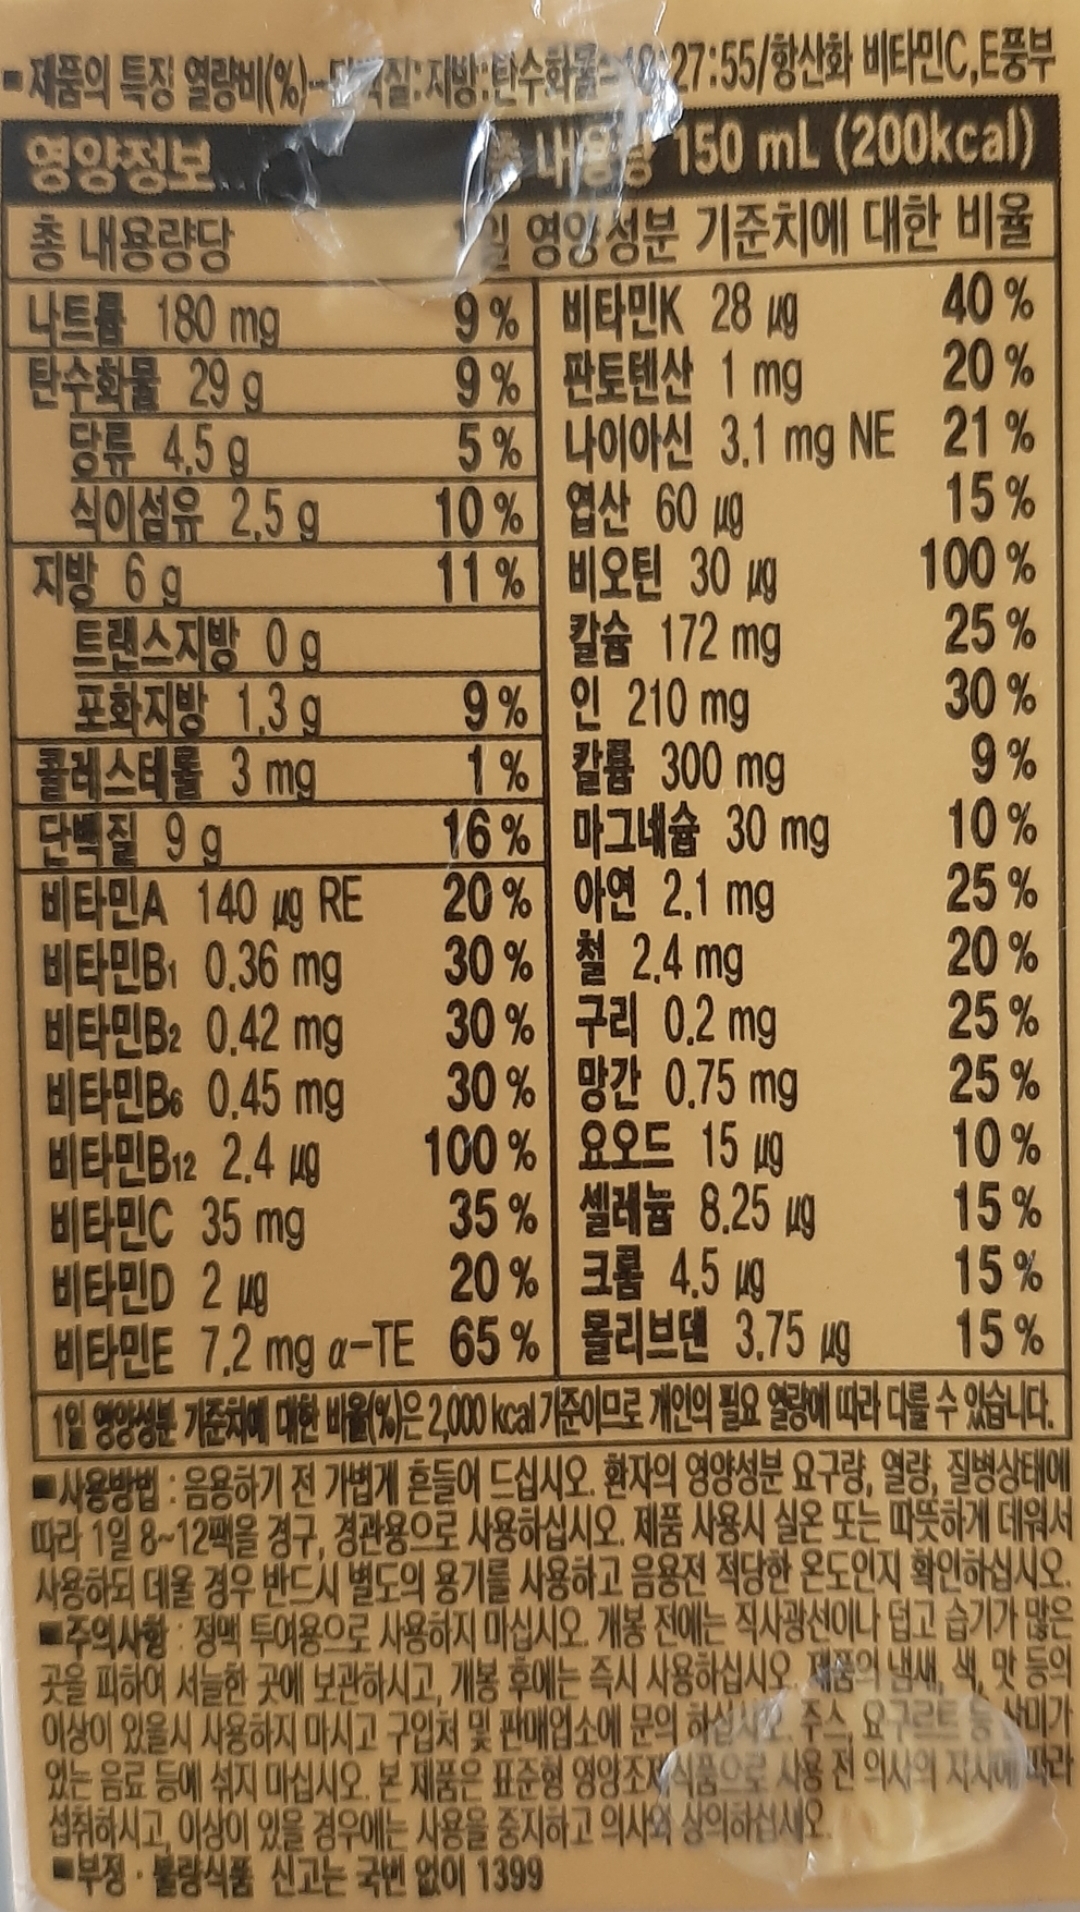 ▪제품의 특징 열량비(%)-단백질:지방:탄수화물=18:27:55/항산화 비타민C,E풍부
영양정보 총 내용량 150 mL (200kcal)
총 내용량당 1일 영양성분 기준치에 대한 비율
나트륨 180 mg 9 %
탄수화물 29 g 9 %
당류 4.5 g 5 %
식이섬유 2.5 g 10 %
지방 6 g 11 %
트랜스지방 0 g
포화지방 1.3 g 9 %
콜레스테롤 3 mg 1 %
단백질 9 g 16 %
비타민A 140 μg RE 20 %
비타민B1 0.36 mg 30 %
비타민B2 0.42 mg 30 %
비타민B6 0.45 mg 30 %
비타민B12 2.4 μg 100 %
비타민C 35 mg 35 %
비타민D 2 μg 20 %
비타민E 7.2 mg α-TE 65 %
비타민K 28 μg 40 %
판토텐산 1 mg 20 %
나이아신 3.1 mg NE 21 %
엽산 60 μg 15 %
비오틴 30 μg 100 %
칼슘 172 mg 25 %
인 210 mg 30 %
칼륨 300 mg 9 %
마그네슘 30 mg 10 %
아연 2.1 mg 25 %
철 2.4 mg 20 %
구리 0.2 mg 25 %
망간 0.75 mg 25 %
요오드 15 μg 10 %
셀레늄 8.25 μg 15 %
크롬 4.5 μg 15 %
몰리브덴 3.75 μg 15 %
1일 영양성분 기준치에 대한 비율(%)은 2,000 kcal 기준이므로 개인의 필요 열량에 따라 다를 수 있습니다.
■사용방법 : 음용하기 전 가볍게 흔들어 드십시오. 환자의 영양성분 요구량, 열량, 질병상태에
따라 1일 8~12팩을 경구, 경관용으로 사용하십시오. 제품 사용시 실온 또는 따뜻하게 데워서
사용하되 데울 경우 반드시 별도의 용기를 사용하고 음용전 적당한 온도인지 확인하십시오.
■주의사항 : 정맥 투여용으로 사용하지 마십시오. 개봉 전에는 직사광선이나 덥고 습기가 많은
곳을 피하여 서늘한 곳에 보관하시고, 개봉 후에는 즉시 사용하십시오. 제품의 냄새, 색, 맛 등의
이상이 있을시 사용하지 마시고 구입처 및 판매업소에 문의 하십시오. 주스, 요구르트 등 산미가
있는 음료 등에 섞지 마십시오. 본 제품은 표준형 영양조제식품으로 사용 전 의사의 지시에 따라
섭취하시고, 이상이 있을 경우에는 사용을 중지하고 의사와 상의하십시오.
■부정·불량식품 신고는 국번 없이 1399